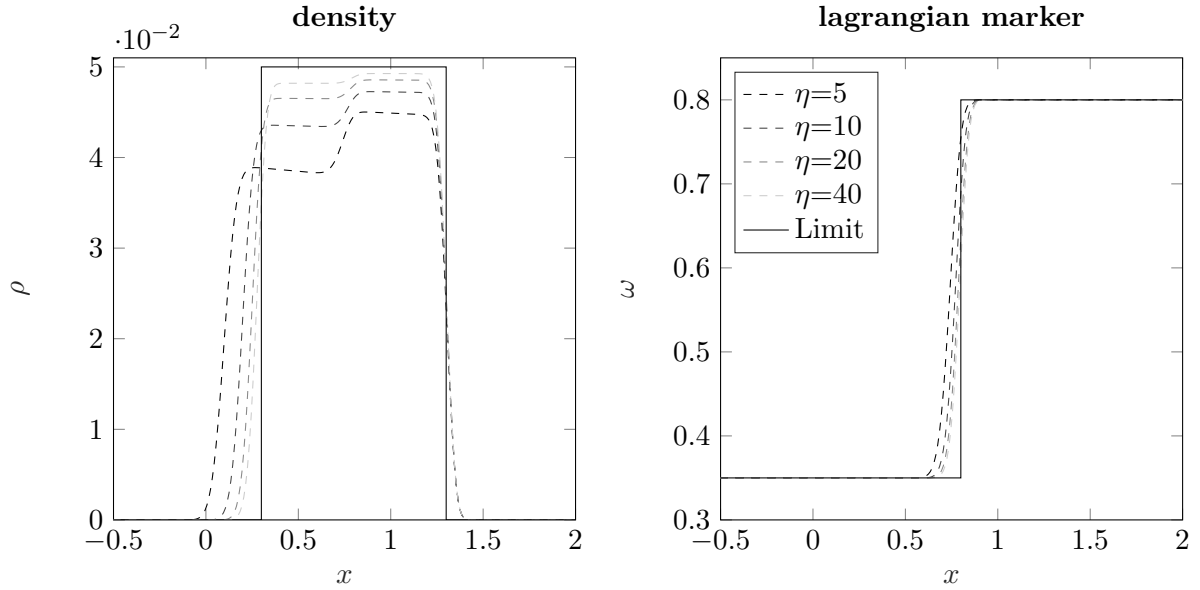 density
·10−2
5
4
3
2
1
0
−0.5 0 0.5 1 1.5 2
x
ρ
lagrangian marker
0.8
0.7
0.6
0.5
0.4
0.3
−0.5 0 0.5 1 1.5 2
x
ω
η=5
η=10
η=20
η=40
Limit